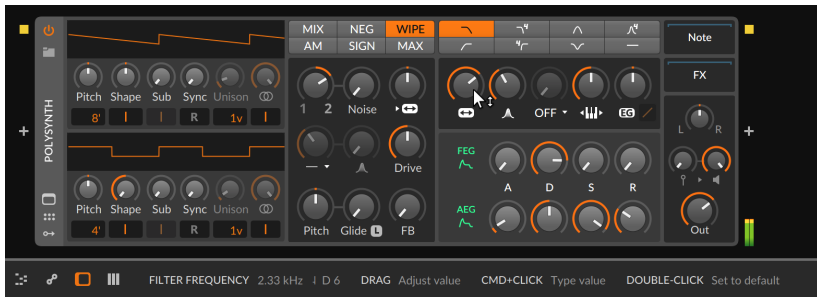 MIX NEG WIPE
AM SIGN MAX
4
4
Note
FX
POLYSYNTH
Pitch Shape Sub Sync Unison
8' I I R 1v I
1 2 Noise
OFF
EG
L R
Drive
FEG
A D S R
Pitch Shape Sub Sync Unison
4' I I R 1v I
AEG
Pitch Glide L FB
Out
FILTER FREQUENCY 2.33 kHz D 6 DRAG Adjust value CMD+CLICK Type value DOUBLE-CLICK Set to default